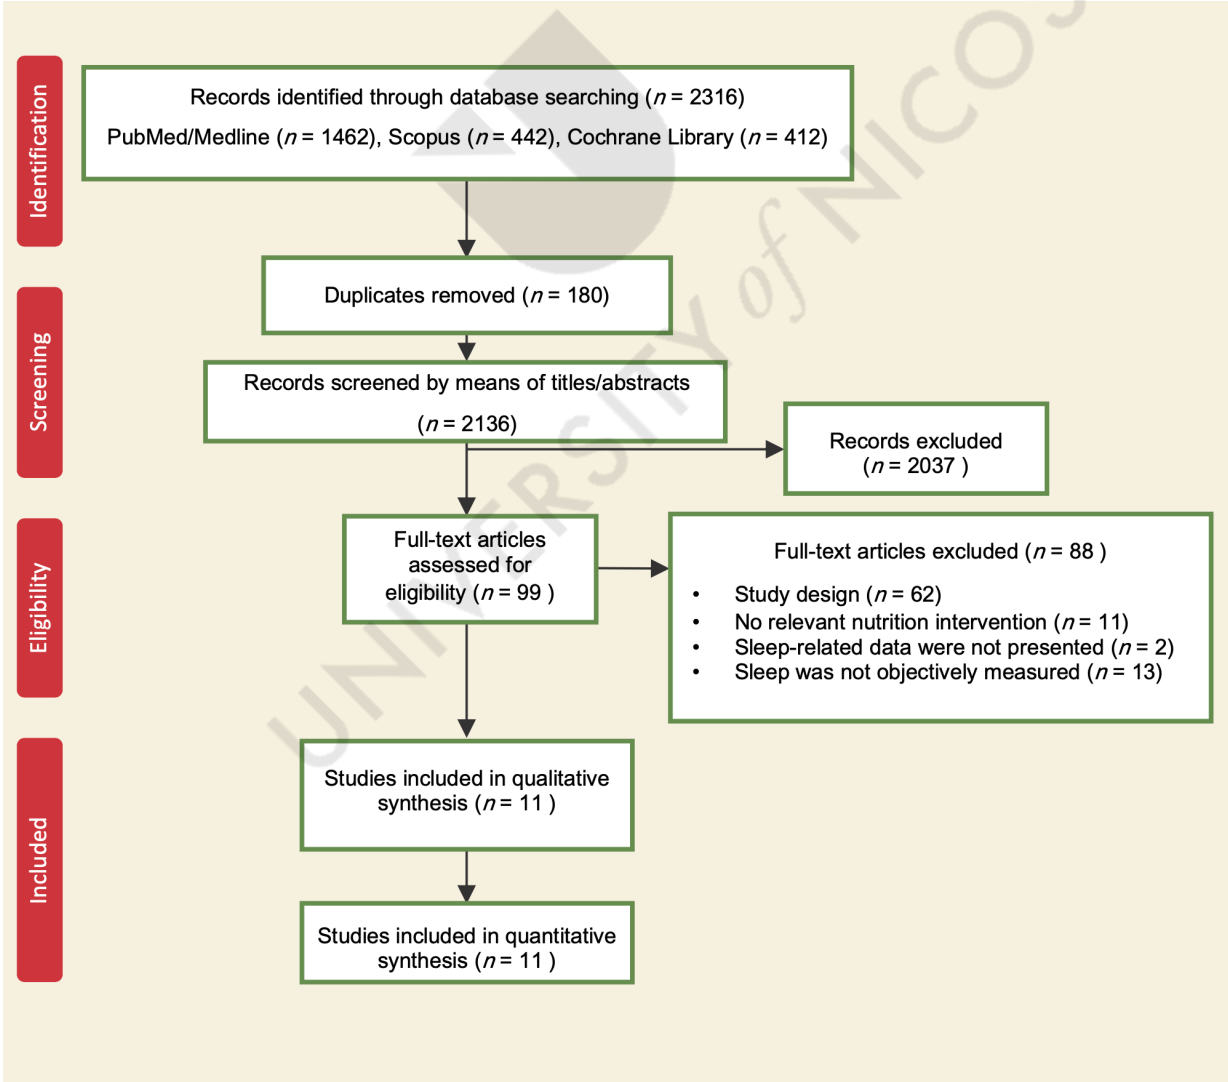 Identification
Records identified through database searching (n = 2316)
PubMed/Medline (n = 1462), Scopus (n = 442), Cochrane Library (n = 412)
Screening
Duplicates removed (n = 180)
Records screened by means of titles/abstracts
(n = 2136)
Records excluded
(n = 2037 )
Eligibility
Full-text articles
assessed for
eligibility (n = 99 )
Full-text articles excluded (n = 88 )
• Study design (n = 62)
• No relevant nutrition intervention (n = 11)
• Sleep-related data were not presented (n = 2)
• Sleep was not objectively measured (n = 13)
Included
Studies included in qualitative
synthesis (n = 11 )
Studies included in quantitative
synthesis (n = 11 )
UNIVERSITY of NICOS